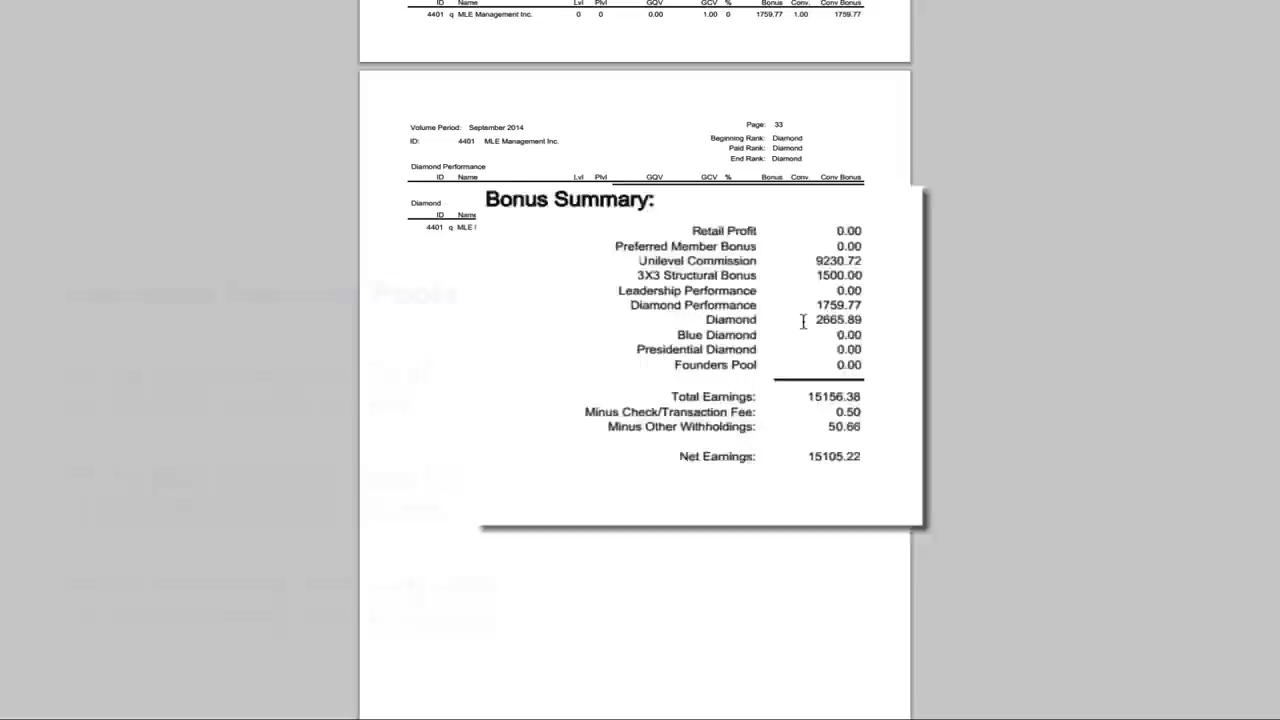 ID Name Lvl Plvl GQV GCV % Bonus Conv. Conv Bonus
4401 q MLE Management Inc. 0 0 0.00 1.00 0 1759.77 1.00 1759.77
Volume Period: September 2014 Page: 33
ID: 4401 MLE Management Inc. Beginning Rank: Diamond
Paid Rank: Diamond
End Rank: Diamond
Diamond Performance
ID Name Lvl Plvl GQV GCV % Bonus Conv. Conv Bonus
Diamond
ID Name
4401 q MLE
Bonus Summary:
Retail Profit 0.00
Preferred Member Bonus 0.00
Unilevel Commission 9230.72
3X3 Structural Bonus 1500.00
Leadership Performance 0.00
Diamond Performance 1759.77
Diamond 2665.89
Blue Diamond 0.00
Presidential Diamond 0.00
Founders Pool 0.00
Total Earnings: 15156.38
Minus Check/Transaction Fee: 0.50
Minus Other Withholdings: 50.66
Net Earnings: 15105.22
Pools